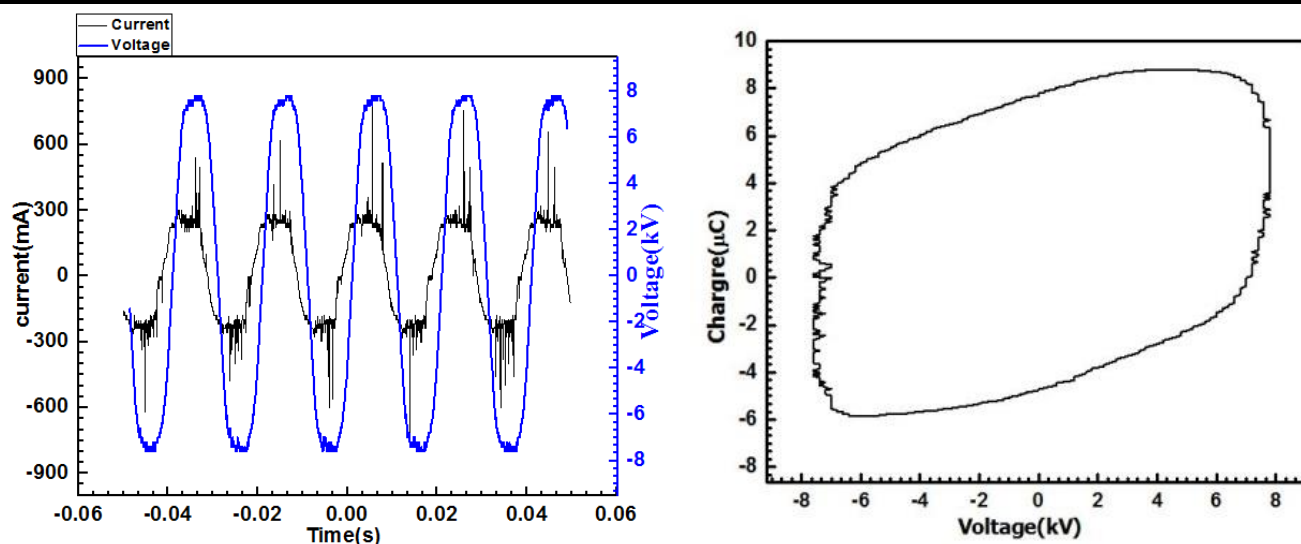 Current
Voltage
900
600
300
0
-300
-600
-900
current(mA)
8
6
4
2
0
-2
-4
-6
-8
Voltage(kV)
-0.06 -0.04 -0.02 0.00 0.02 0.04 0.06
Time(s)
10
8
6
4
2
0
-2
-4
-6
-8
Chargre(μC)
-8 -6 -4 -2 0 2 4 6 8
Voltage(kV)